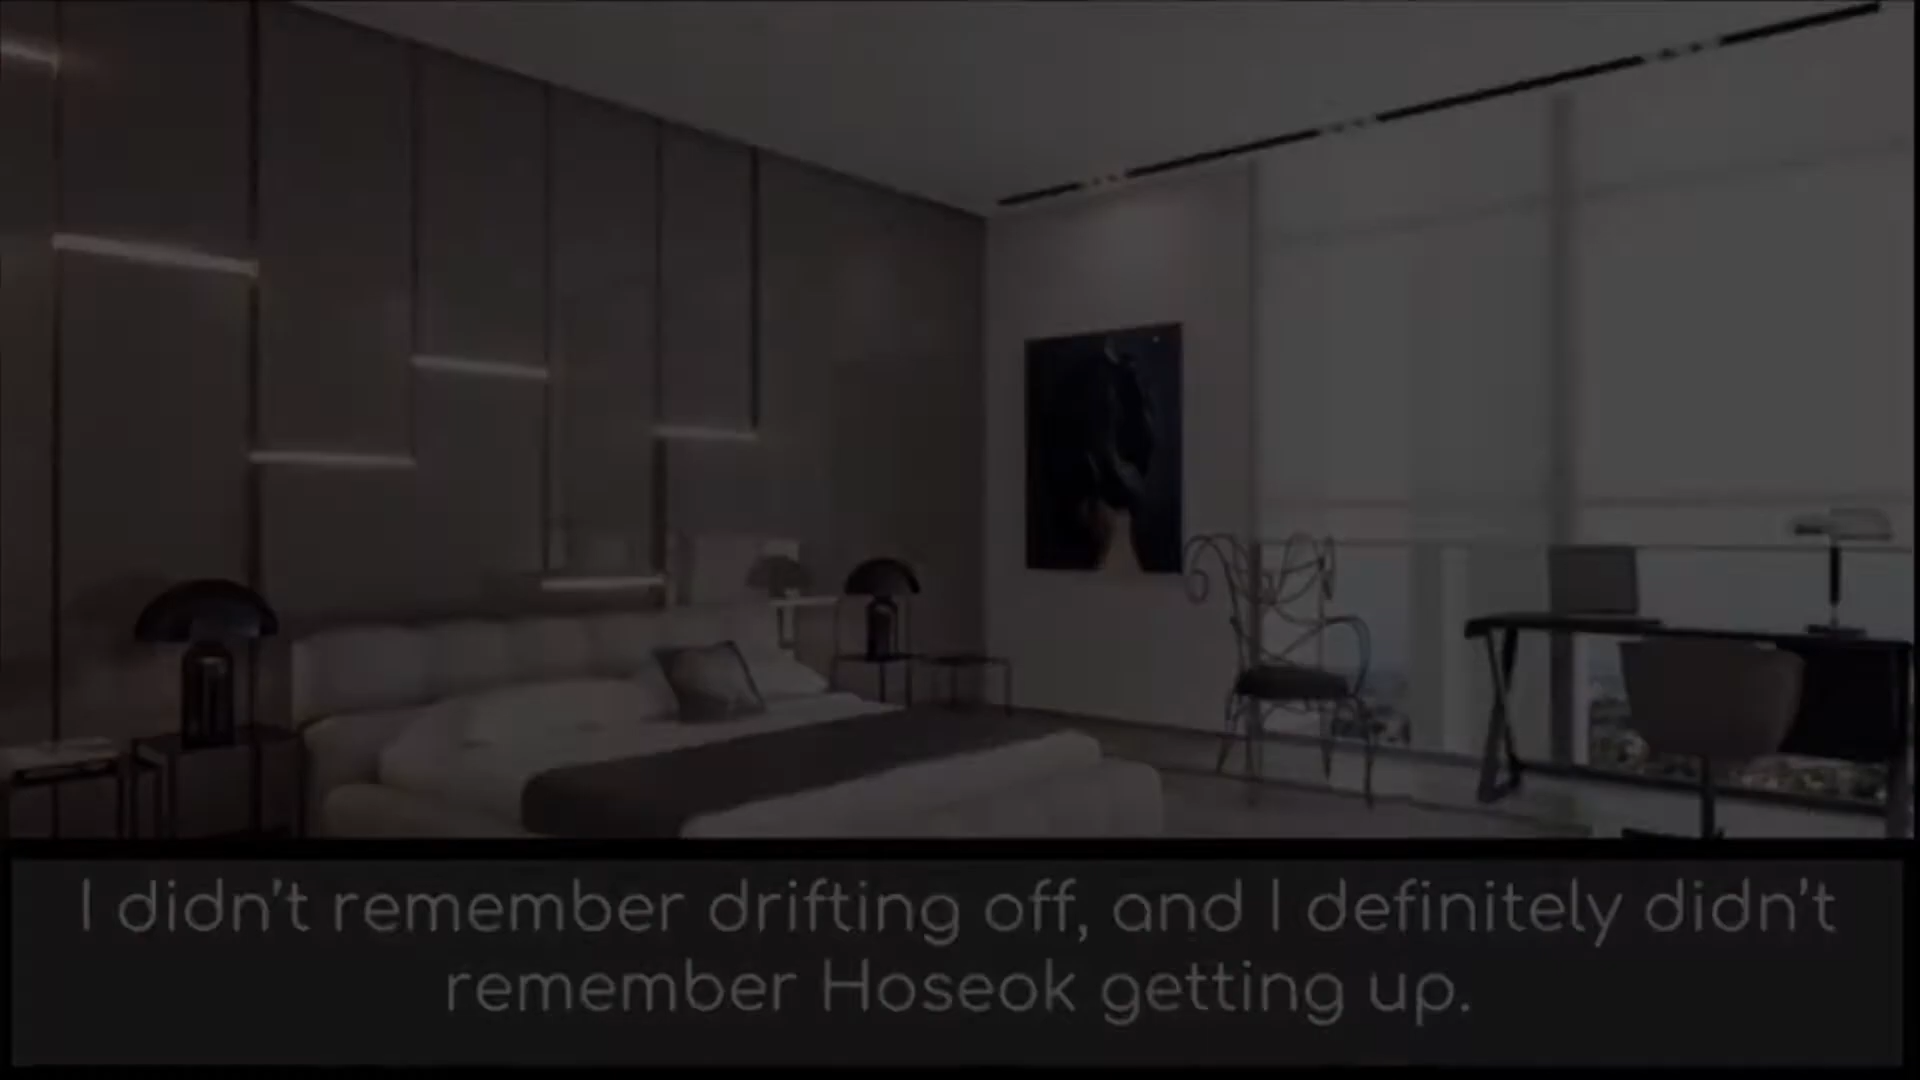 I didn't remember drifting off, and I definitely didn't
remember Hoseok getting up.